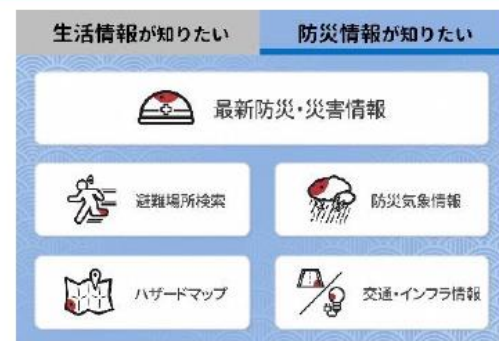 生活情報が知りたい
防災情報が知りたい
最新防災・災害情報
避難場所検索
防災気象情報
ハザードマップ
交通・インフラ情報